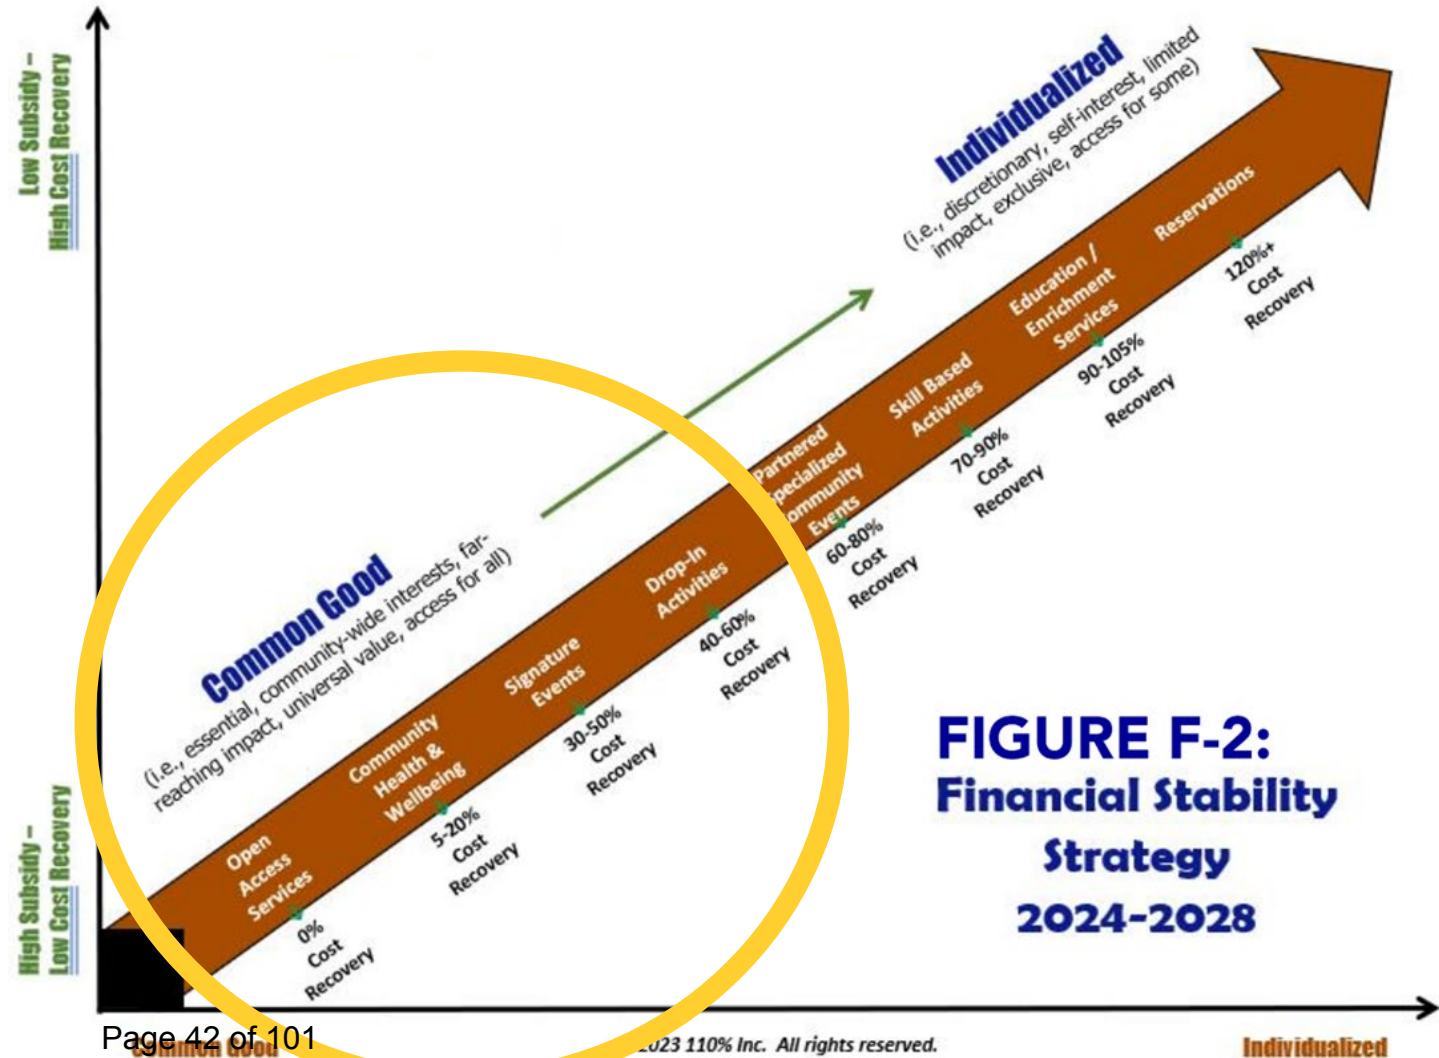 Low Subsidy –
High Cost Recovery
Individualized
(i.e., discretionary, self-interest, limited
impact, exclusive, access for some)
Reservations
120%+
Cost
Recovery
Education /
Enrichment
Services
90-105%
Cost
Recovery
Skill Based
Activities
70-90%
Cost
Recovery
Partnered
Specialized
Community
Events
60-80%
Cost
Recovery
Drop-In
Activities
40-60%
Cost
Recovery
Common Good
(i.e., essential, community-wide interests, far-
reaching impact, universal value, access for all)
Signature
Events
30-50%
Cost
Recovery
Community
Health &
Wellbeing
5-20%
Cost
Recovery
Open
Access
Services
0%
Cost
Recovery
FIGURE F-2:
Financial Stability
Strategy
2024-2028
High Subsidy –
Low Cost Recovery
Page 42 of 101
Common Good
2023 110% Inc. All rights reserved.
Individualized